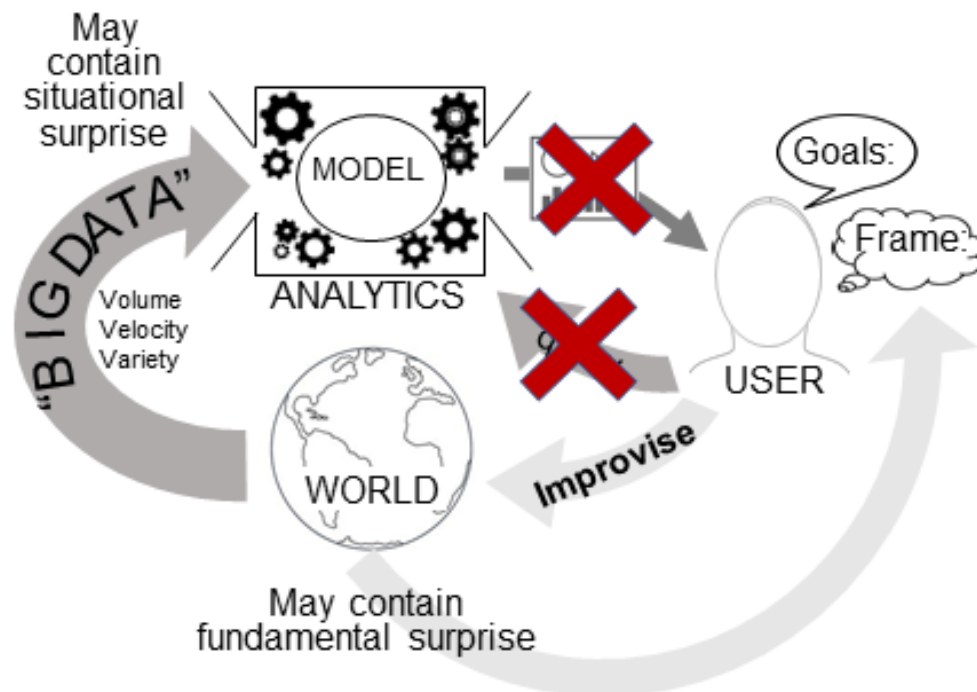 May
contain
situational
surprise
"BIG DATA"
Volume
Velocity
Variety
MODEL
ANALYTICS
Goals:
Frame:
USER
Improvise
WORLD
May contain
fundamental surprise